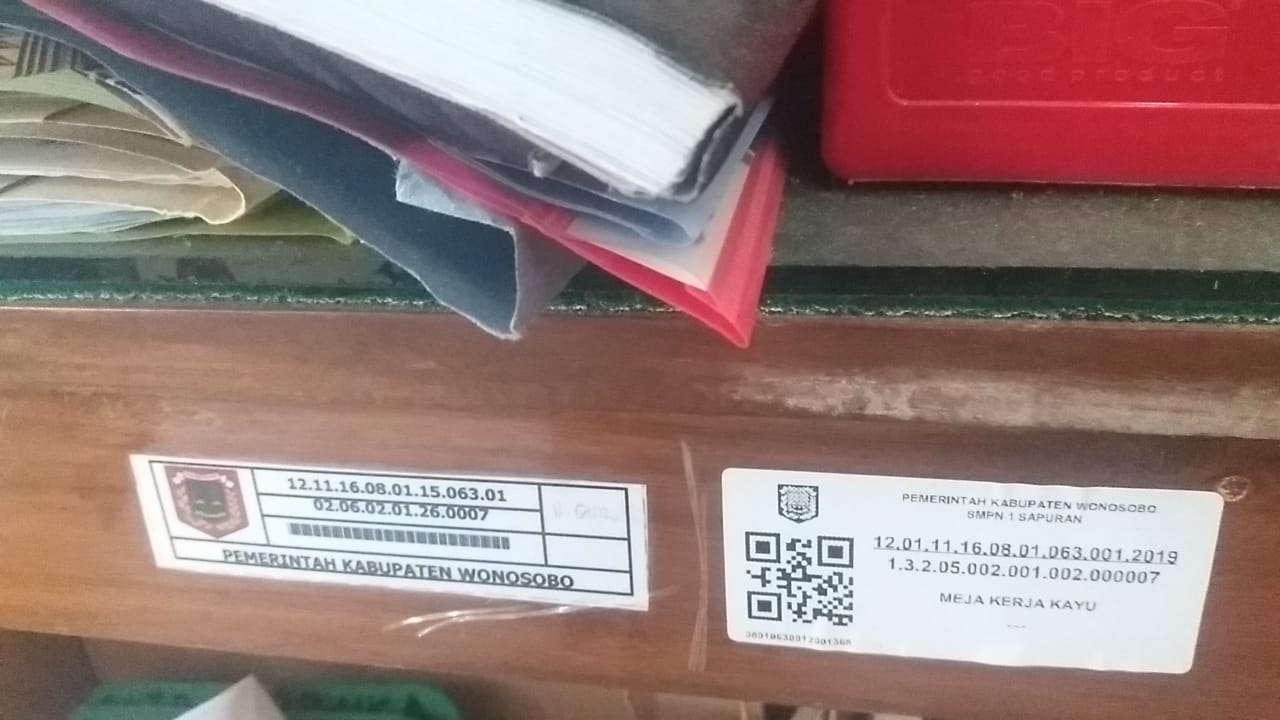 BIG
good product
12.11.16.08.01.15.063.01
02.06.02.01.26.0007
PEMERINTAH KABUPATEN WONOSOBO
PEMERINTAH KABUPATEN WONOSOBO
SMPN 1 SAPURAN
12.01.11.16.08.01.063.001.2019
1.3.2.05.002.001.002.000007
MEJA KERJA KAYU
---